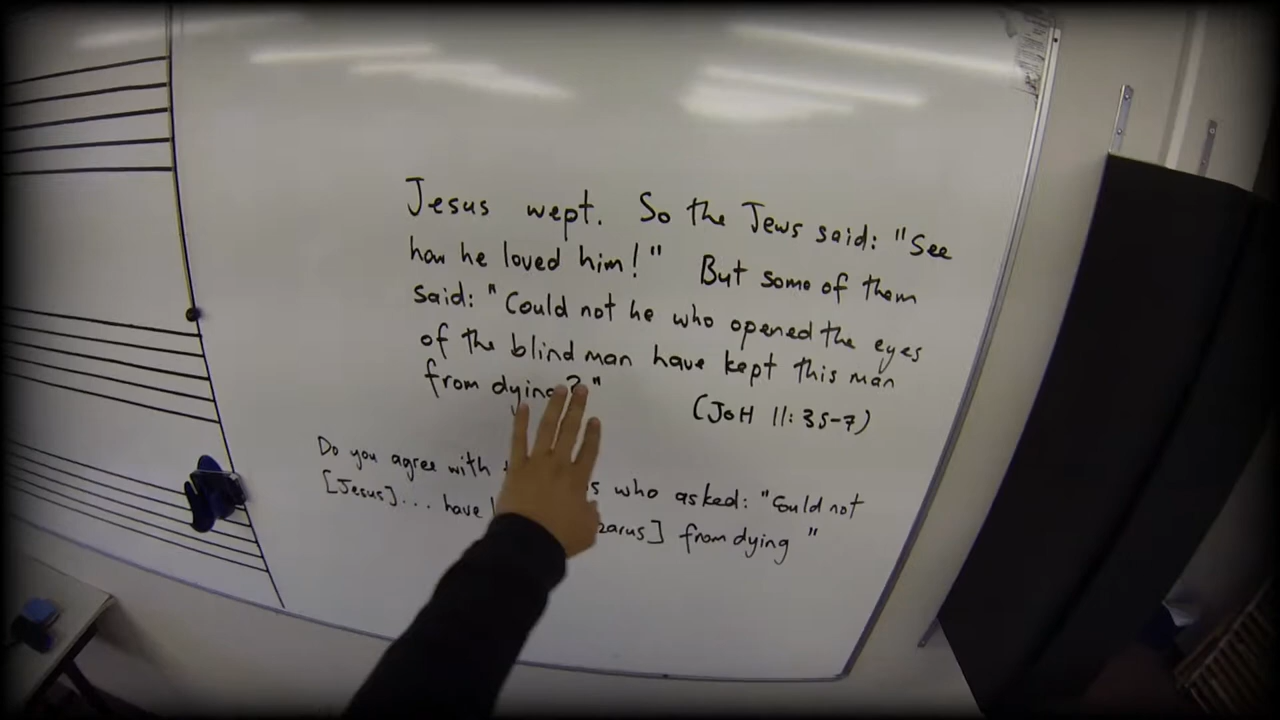 Jesus wept. So the Jews said: "See
how he loved him!" But some of them
said: "Could not he who opened the eyes
of the blind man have kept this man
from dying?"
(JoH 11:35-7)
Do you agree with who asked: "Could not
[Jesus]... have from dying"